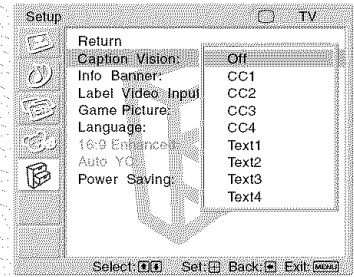 Setup TV
Return
Caption Vision: Off
Info Banner: CC1
Label Video Input CC2
Game Picture: CC3
Language: CC4
16:9 Enhanced: Text1
Auto YC: Text2
Power Saving: Text3
Text4
Select: Set: Back: Exit: MENU